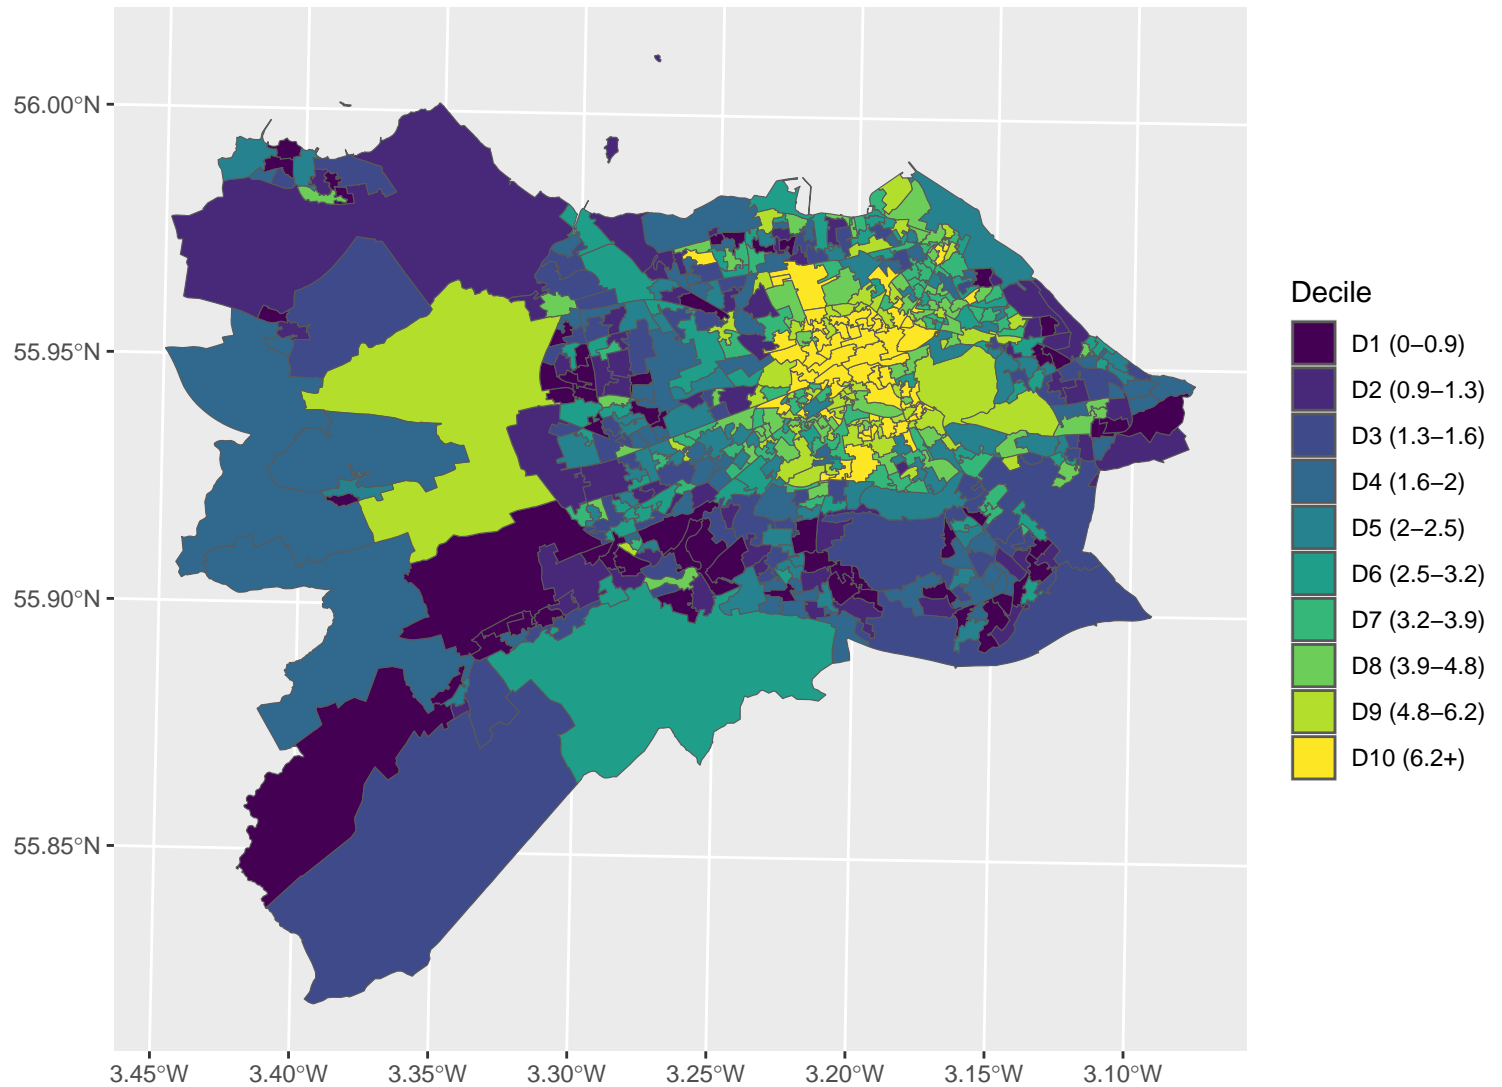 56.00°N
55.95°N
55.90°N
55.85°N
3.45°W 3.40°W 3.35°W 3.30°W 3.25°W 3.20°W 3.15°W 3.10°W
Decile
D1 (0–0.9)
D2 (0.9–1.3)
D3 (1.3–1.6)
D4 (1.6–2)
D5 (2–2.5)
D6 (2.5–3.2)
D7 (3.2–3.9)
D8 (3.9–4.8)
D9 (4.8–6.2)
D10 (6.2+)